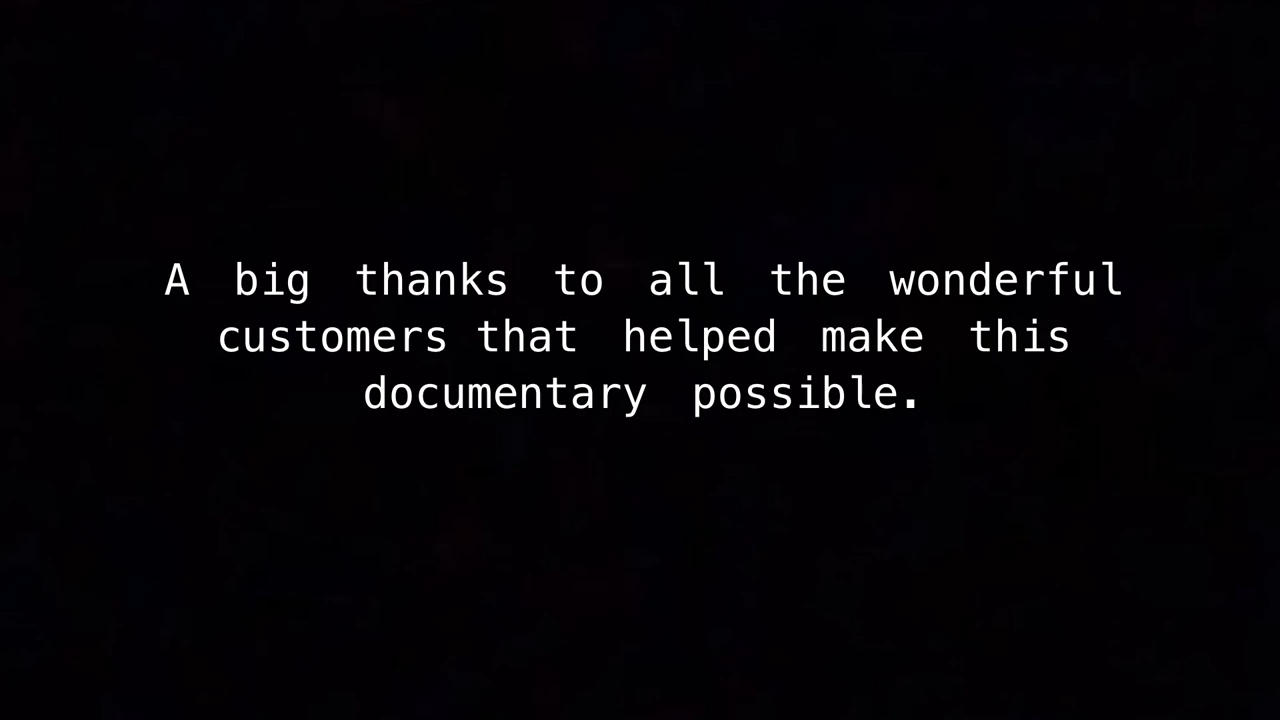 A big thanks to all the wonderful
customers that helped make this
documentary possible.